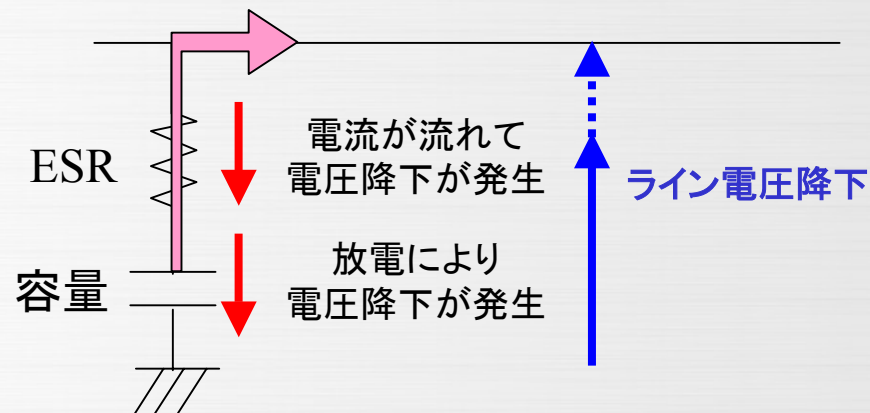 電流が流れて
電圧降下が発生
ESR
ライン電圧降下
放電により
電圧降下が発生
容量